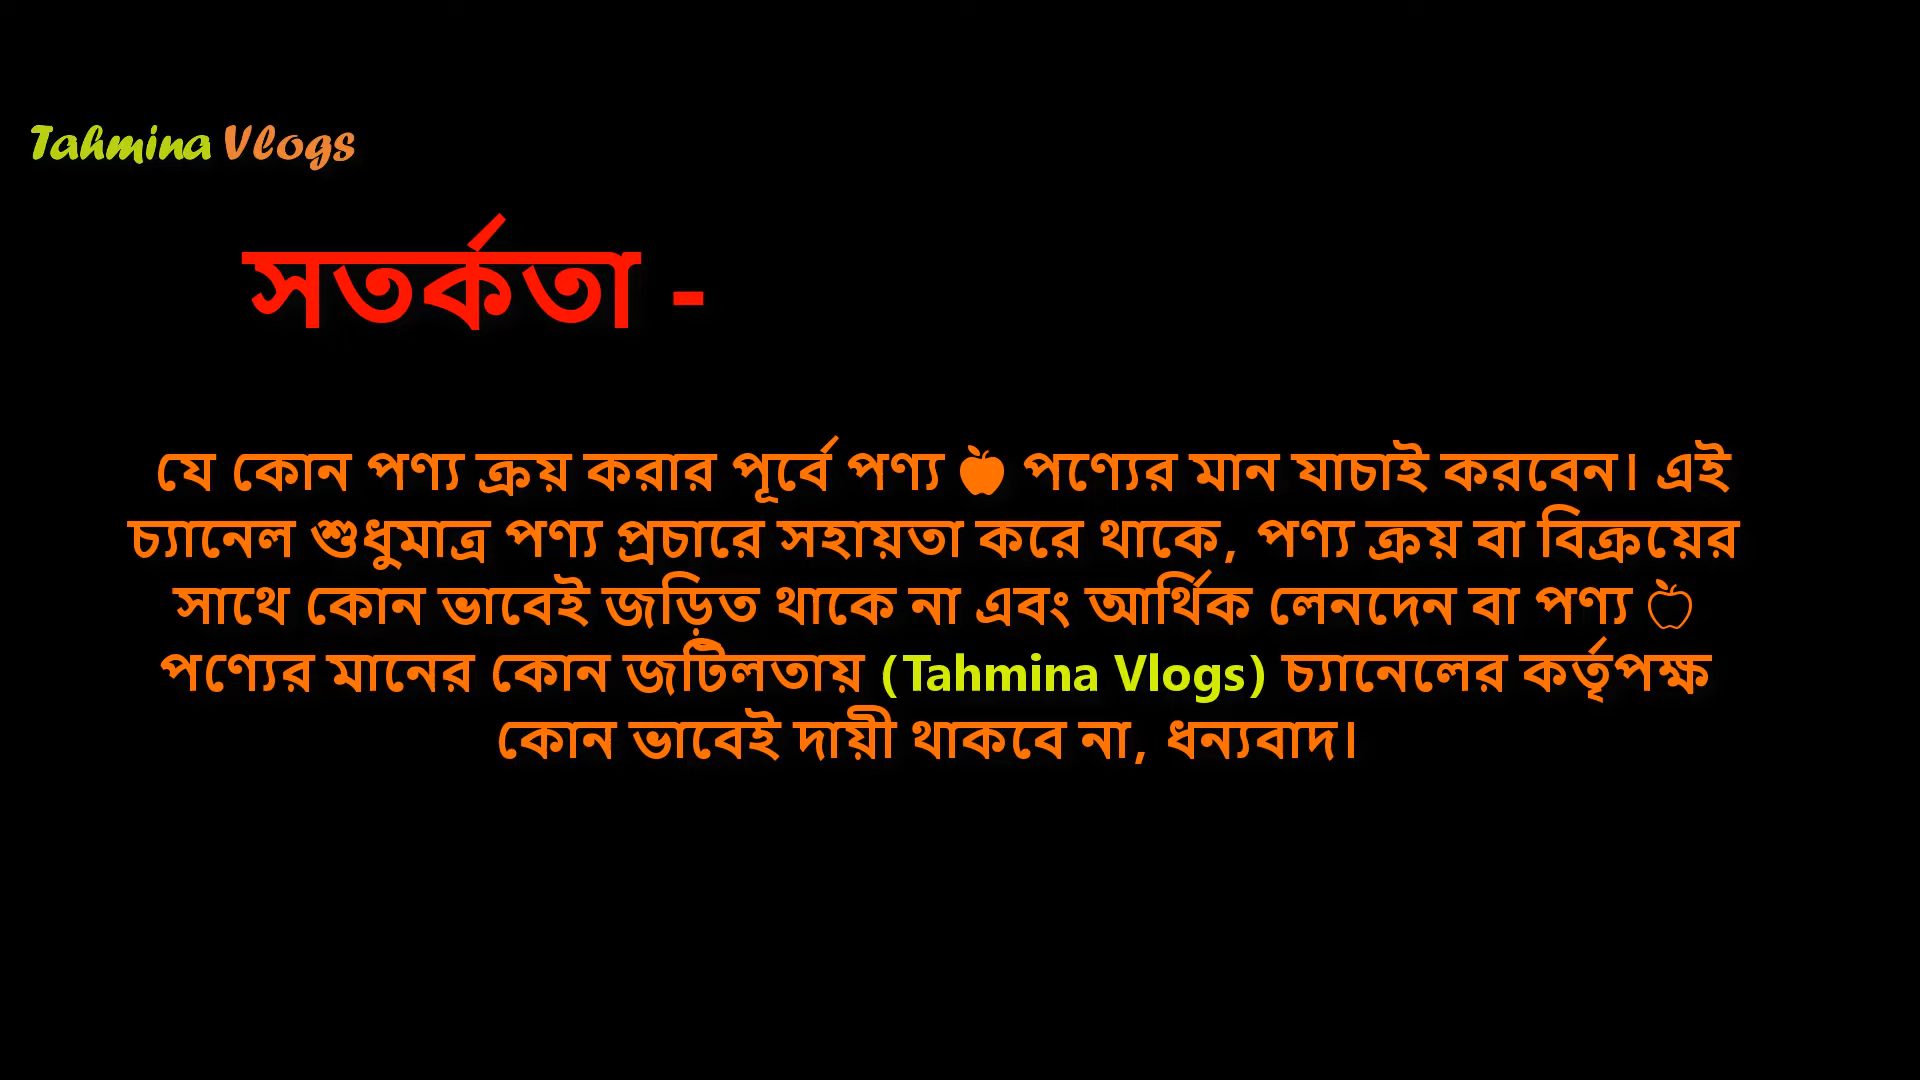 Tahmina Vlogs
সতর্কতা -
যে কোন পণ্য ক্রয় করার পূর্বে পণ্য 🍎 পণ্যের মান যাচাই করবেন। এই
চ্যানেল শুধুমাত্র পণ্য প্রচারে সহায়তা করে থাকে, পণ্য ক্রয় বা বিক্রয়ের
সাথে কোন ভাবেই জড়িত থাকে না এবং আর্থিক লেনদেন বা পণ্য 🍎
পণ্যের মানের কোন জটিলতায় (Tahmina Vlogs) চ্যানেলের কর্তৃপক্ষ
কোন ভাবেই দায়ী থাকবে না, ধন্যবাদ।